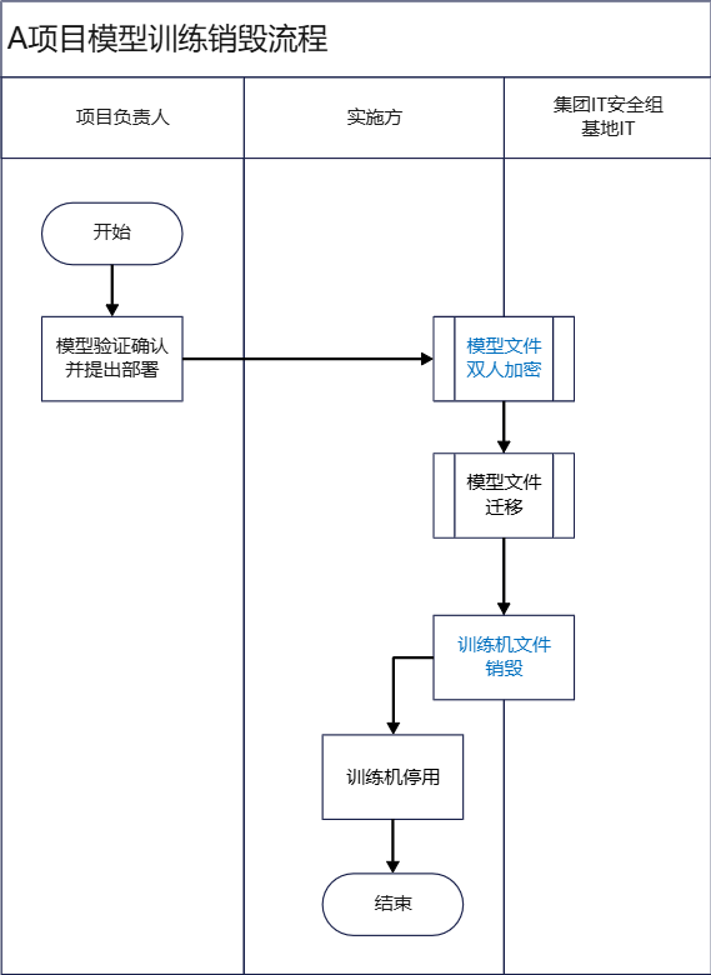 A项目模型训练销毁流程
项目负责人
实施方
集团IT安全组
基地IT
开始
模型验证确认
并提出部署
模型文件
双人加密
模型文件
迁移
训练机文件
销毁
训练机停用
结束